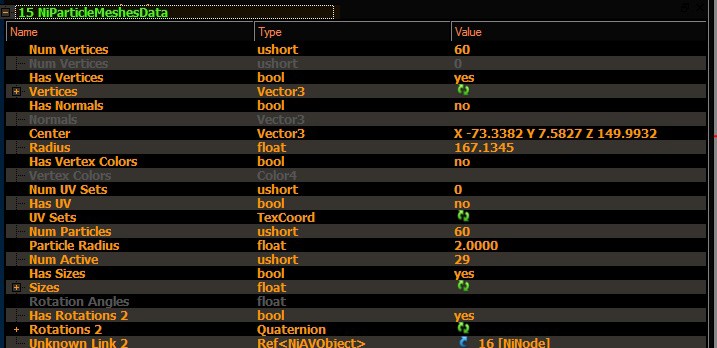 15 NiParticleMeshesData
Name Type Value
Num Vertices ushort 60
Num Vertices ushort 0
Has Vertices bool yes
Vertices Vector3
Has Normals bool no
Normals Vector3
Center Vector3 X -73.3382 Y 7.5827 Z 149.9932
Radius float 167.1345
Has Vertex Colors bool no
Vertex Colors Color4
Num UV Sets ushort 0
Has UV bool no
UV Sets TexCoord
Num Particles ushort 60
Particle Radius float 2.0000
Num Active ushort 29
Has Sizes bool yes
Sizes float
Rotation Angles float
Has Rotations 2 bool yes
Rotations 2 Quaternion
Unknown Link 2 Ref<NiAVObject> 16 [NiNode]